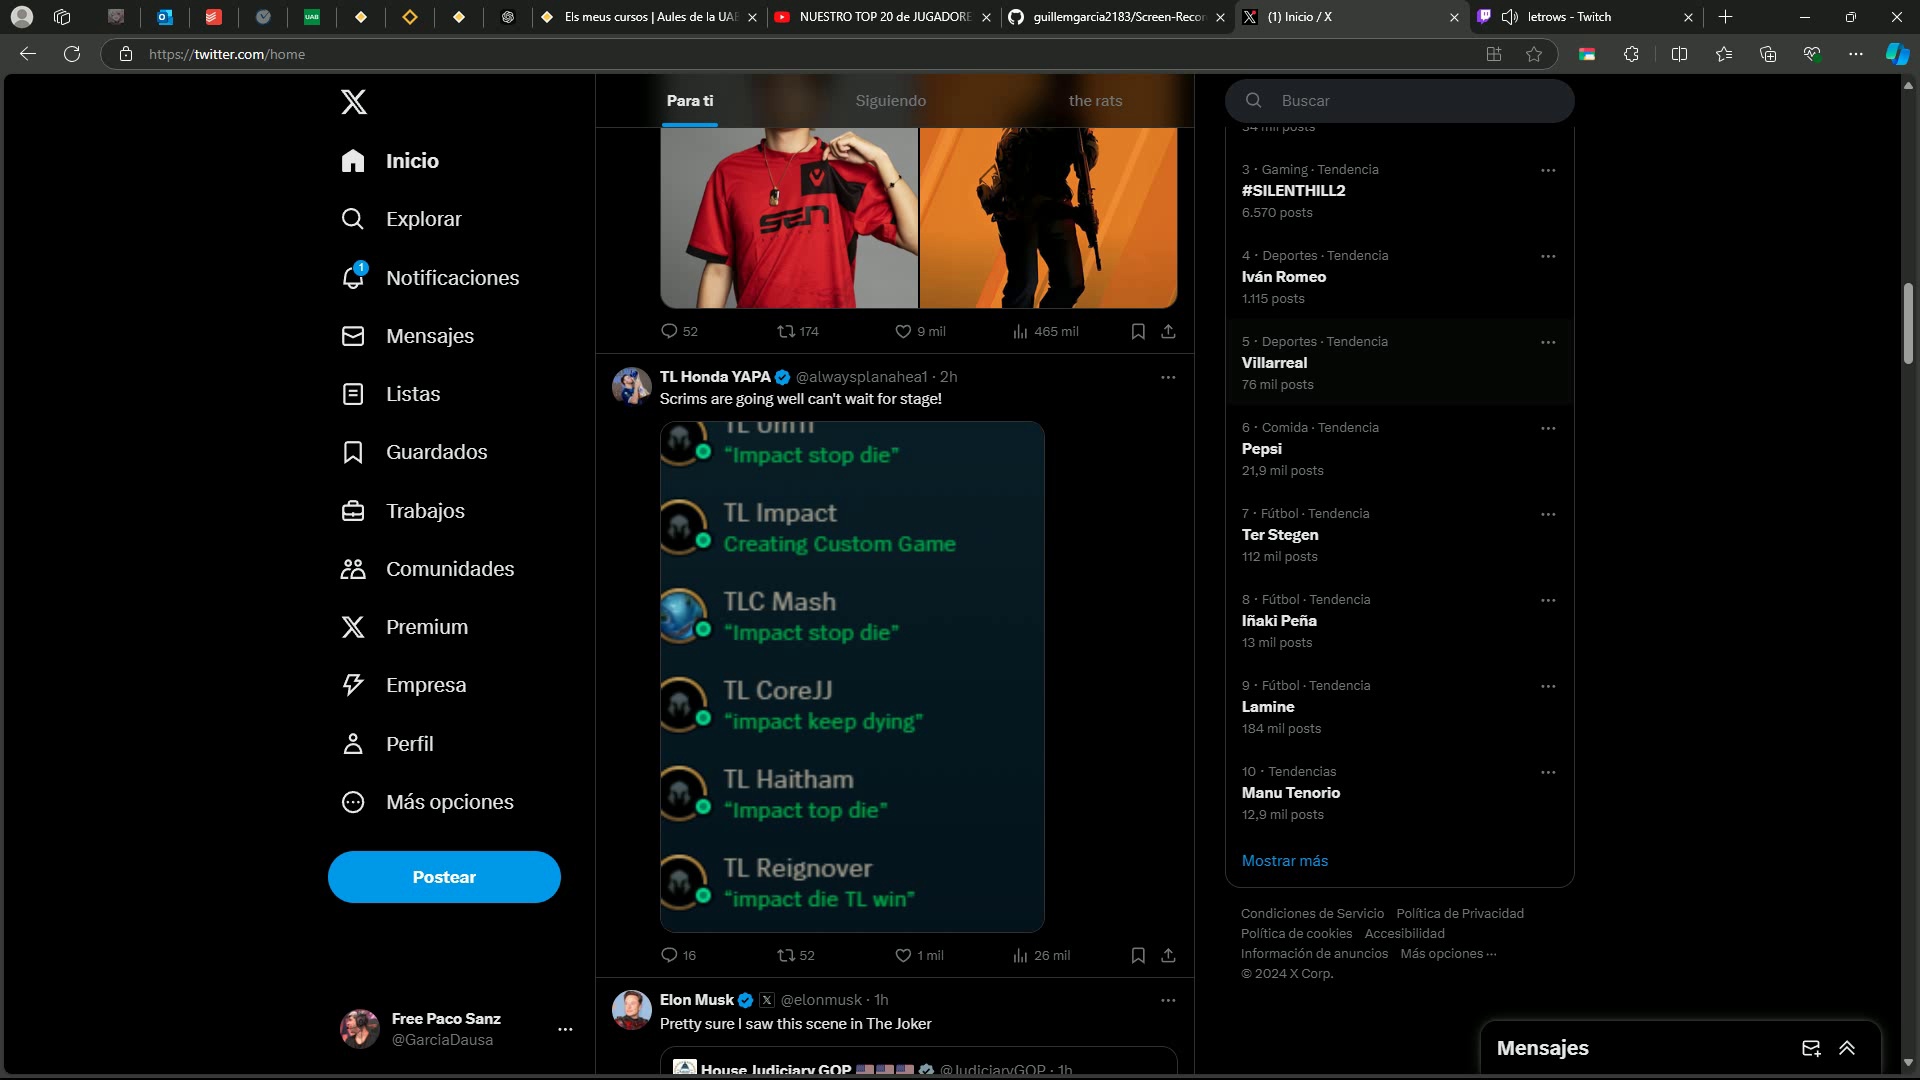 UAB
Els meus cursos | Aules de la UA
NUESTRO TOP 20 de JUGADORE
guillemgarcia2183/Screen-Recor
(1) Inicio / X
letrows - Twitch
https://twitter.com/home
Inicio
Explorar
1
Notificaciones
Mensajes
Listas
Guardados
Trabajos
Comunidades
Premium
Empresa
Perfil
Más opciones
Postear
Free Paco Sanz
@GarciaDausa
Para ti
Siguiendo
the rats
SEN
52
174
9 mil
465 mil
TL Honda YAPA @alwaysplanahea1 · 2h
Scrims are going well can't wait for stage!
"Impact stop die"
TL Impact
Creating Custom Game
TLC Mash
"Impact stop die"
TL CoreJJ
"impact keep dying"
TL Haitham
"Impact top die"
TL Reignover
"impact die TL win"
16
52
1 mil
26 mil
Elon Musk @elonmusk · 1h
Pretty sure I saw this scene in The Joker
House Judiciary GOP @JudiciaryGOP · 1h
Buscar
34 mil posts
3 · Gaming · Tendencia
#SILENTHILL2
6.570 posts
4 · Deportes · Tendencia
Iván Romeo
1.115 posts
5 · Deportes · Tendencia
Villarreal
76 mil posts
6 · Comida · Tendencia
Pepsi
21,9 mil posts
7 · Fútbol · Tendencia
Ter Stegen
112 mil posts
8 · Fútbol · Tendencia
Iñaki Peña
13 mil posts
9 · Fútbol · Tendencia
Lamine
184 mil posts
10 · Tendencias
Manu Tenorio
12,9 mil posts
Mostrar más
Condiciones de Servicio Política de Privacidad
Política de cookies Accesibilidad
Información de anuncios Más opciones ···
© 2024 X Corp.
Mensajes